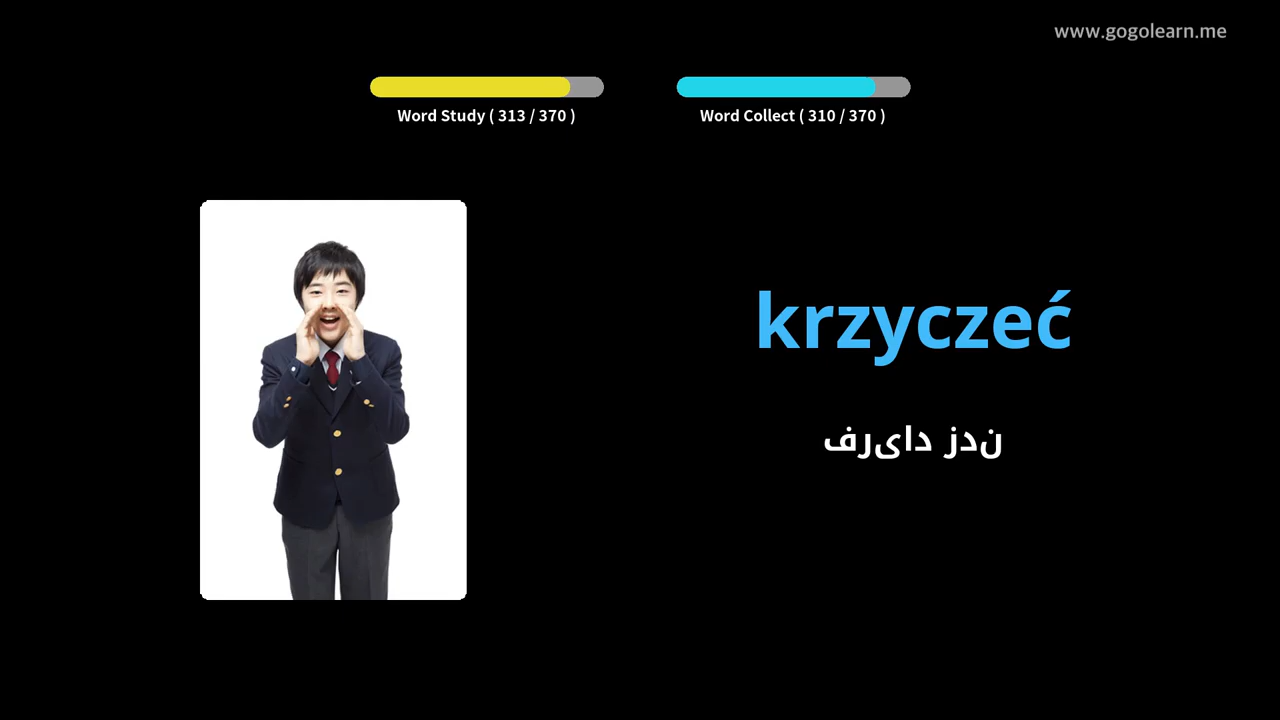 www.gogolearn.me
Word Study ( 313 / 370 )
Word Collect ( 310 / 370 )
krzyczeć
فریاد زدن